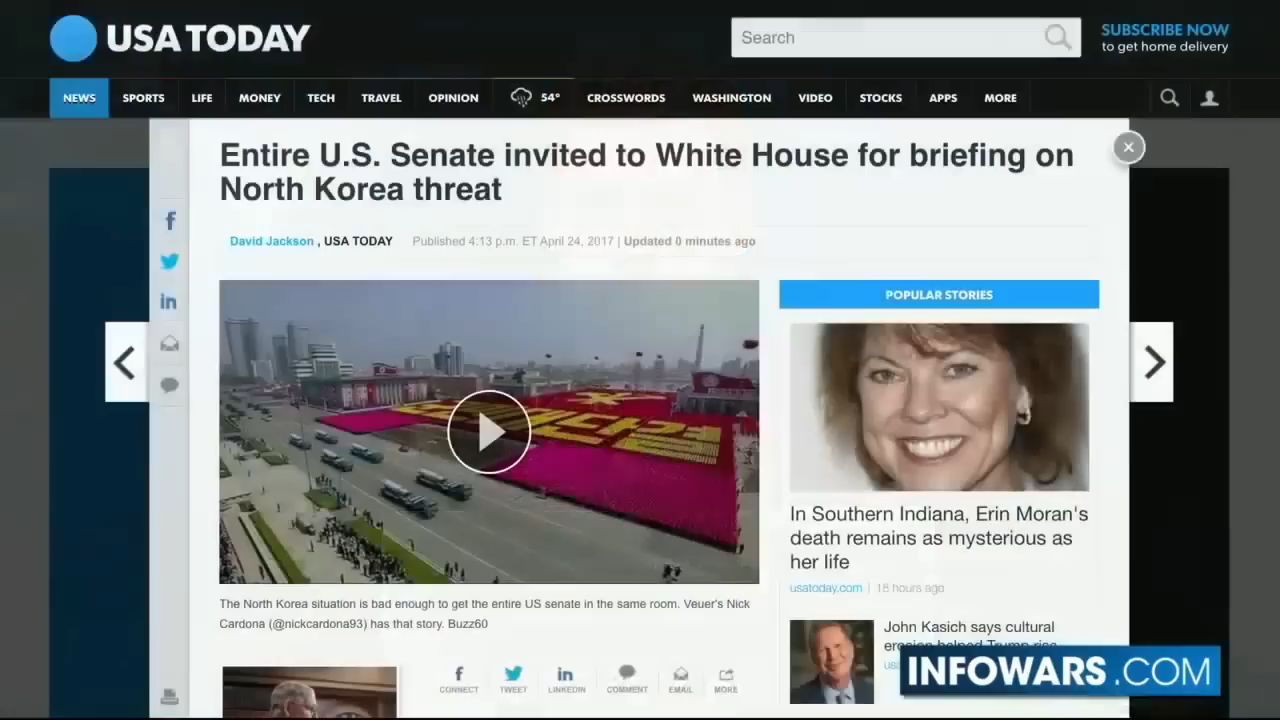 USA TODAY
Search
SUBSCRIBE NOW
to get home delivery
NEWS
SPORTS
LIFE
MONEY
TECH
TRAVEL
OPINION
54°
CROSSWORDS
WASHINGTON
VIDEO
STOCKS
APPS
MORE
Entire U.S. Senate invited to White House for briefing on
North Korea threat
David Jackson , USA TODAY Published 4:13 p.m. ET April 24, 2017 | Updated 0 minutes ago
POPULAR STORIES
In Southern Indiana, Erin Moran's
death remains as mysterious as
her life
usatoday.com | 18 hours ago
The North Korea situation is bad enough to get the entire US senate in the same room. Veuer's Nick
Cardona (@nickcardona93) has that story. Buzz60
John Kasich says cultural
erosion helped Trump rise
CONNECT
TWEET
LINKEDIN
COMMENT
EMAIL
MORE
INFOWARS.COM